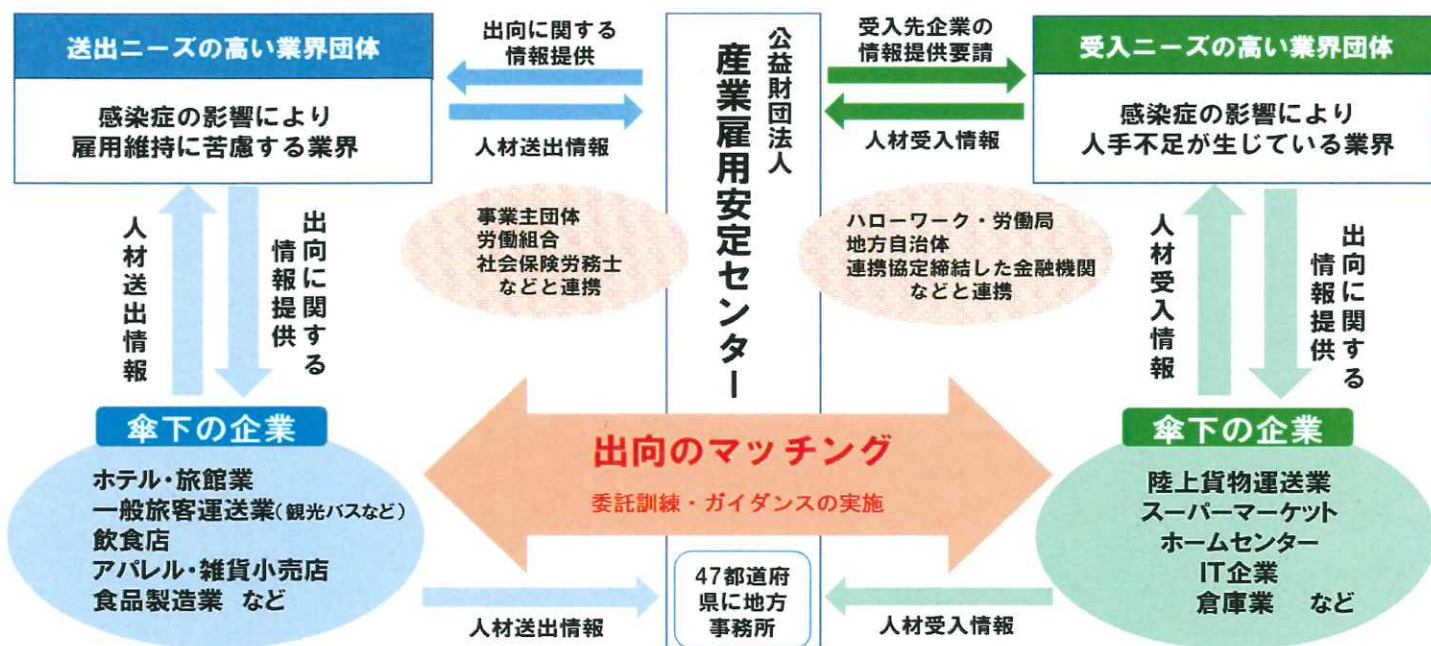 送出ニーズの高い業界団体
感染症の影響により
雇用維持に苦慮する業界
出向に関する
情報提供
人材送出情報
公益財団法人
産業雇用安定センター
受入先企業の
情報提供要請
人材受入情報
受入ニーズの高い業界団体
感染症の影響により
人手不足が生じている業界
事業主団体
労働組合
社会保険労務士
などと連携
ハローワーク・労働局
地方自治体
連携協定締結した金融機関
などと連携
人材送出情報
出向に関する
情報提供
人材受入情報
出向に関する
情報提供
出向のマッチング
委託訓練・ガイダンスの実施
傘下の企業
ホテル・旅館業
一般旅客運送業(観光バスなど)
飲食店
アパレル・雑貨小売店
食品製造業 など
人材送出情報
47都道府
県に地方
事務所
人材受入情報
傘下の企業
陸上貨物運送業
スーパーマーケット
ホームセンター
IT企業
倉庫業 など